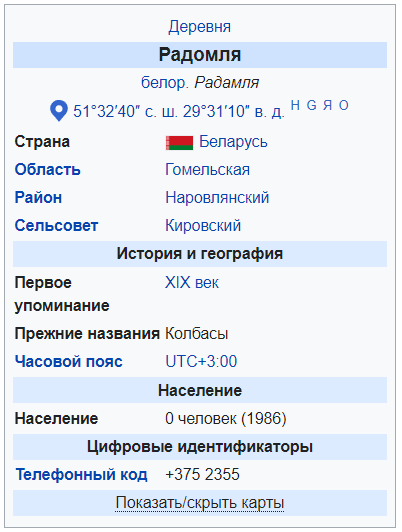 Деревня
Радомля
белор. Радамля
51°32′40″ с. ш. 29°31′10″ в. д. H G Я O
Страна Беларусь
Область Гомельская
Район Наровлянский
Сельсовет Кировский
История и география
Первое XIX век
упоминание
Прежние названия Колбасы
Часовой пояс UTC+3:00
Население
Население 0 человек (1986)
Цифровые идентификаторы
Телефонный код +375 2355
Показать/скрыть карты